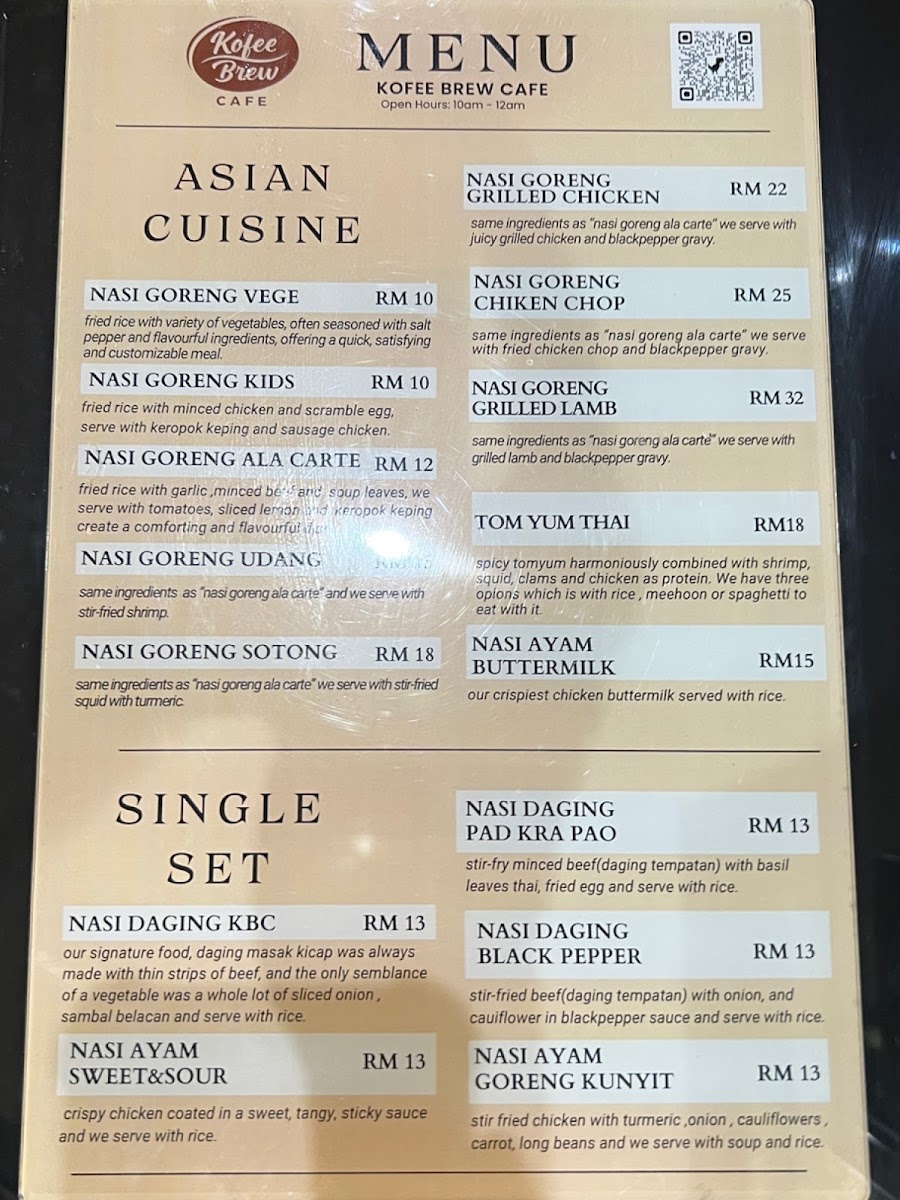 Kofee
Brew
CAFE
MENU
KOFEE BREW CAFE
Open Hours: 10am - 12am
ASIAN
CUISINE
NASI GORENG VEGE RM 10
fried rice with variety of vegetables, often seasoned with salt
pepper and flavourful ingredients, offering a quick, satisfying
and customizable meal.
NASI GORENG KIDS RM 10
fried rice with minced chicken and scramble egg,
serve with keropok keping and sausage chicken.
NASI GORENG ALA CARTE RM 12
fried rice with garlic ,minced beef and soup leaves, we
serve with tomatoes, sliced lemon and keropok keping
create a comforting and flavourful
NASI GORENG UDANG RM
same ingredients as "nasi goreng ala carte" and we serve with
stir-fried shrimp.
NASI GORENG SOTONG RM 18
same ingredients as "nasi goreng ala carte" we serve with stir-fried
squid with turmeric.
NASI GORENG
GRILLED CHICKEN RM 22
same ingredients as "nasi goreng ala carte" we serve with
juicy grilled chicken and blackpepper gravy.
NASI GORENG
CHIKEN CHOP RM 25
same ingredients as "nasi goreng ala carte" we serve
with fried chicken chop and blackpepper gravy.
NASI GORENG
GRILLED LAMB RM 32
same ingredients as "nasi goreng ala carte" we serve with
grilled lamb and blackpepper gravy.
TOM YUM THAI RM18
spicy tomyum harmoniously combined with shrimp,
squid, clams and chicken as protein. We have three
opions which is with rice , meehoon or spaghetti to
eat with it.
NASI AYAM
BUTTERMILK RM15
our crispiest chicken buttermilk served with rice.
SINGLE
SET
NASI DAGING KBC RM 13
our signature food, daging masak kicap was always
made with thin strips of beef, and the only semblance
of a vegetable was a whole lot of sliced onion ,
sambal belacan and serve with rice.
NASI AYAM
SWEET&SOUR RM 13
crispy chicken coated in a sweet, tangy, sticky sauce
and we serve with rice.
NASI DAGING
PAD KRA PAO RM 13
stir-fry minced beef(daging tempatan) with basil
leaves thai, fried egg and serve with rice.
NASI DAGING
BLACK PEPPER RM 13
stir-fried beef(daging tempatan) with onion, and
cauiflower in blackpepper sauce and serve with rice.
NASI AYAM
GORENG KUNYIT RM 13
stir fried chicken with turmeric ,onion , cauliflowers ,
carrot, long beans and we serve with soup and rice.